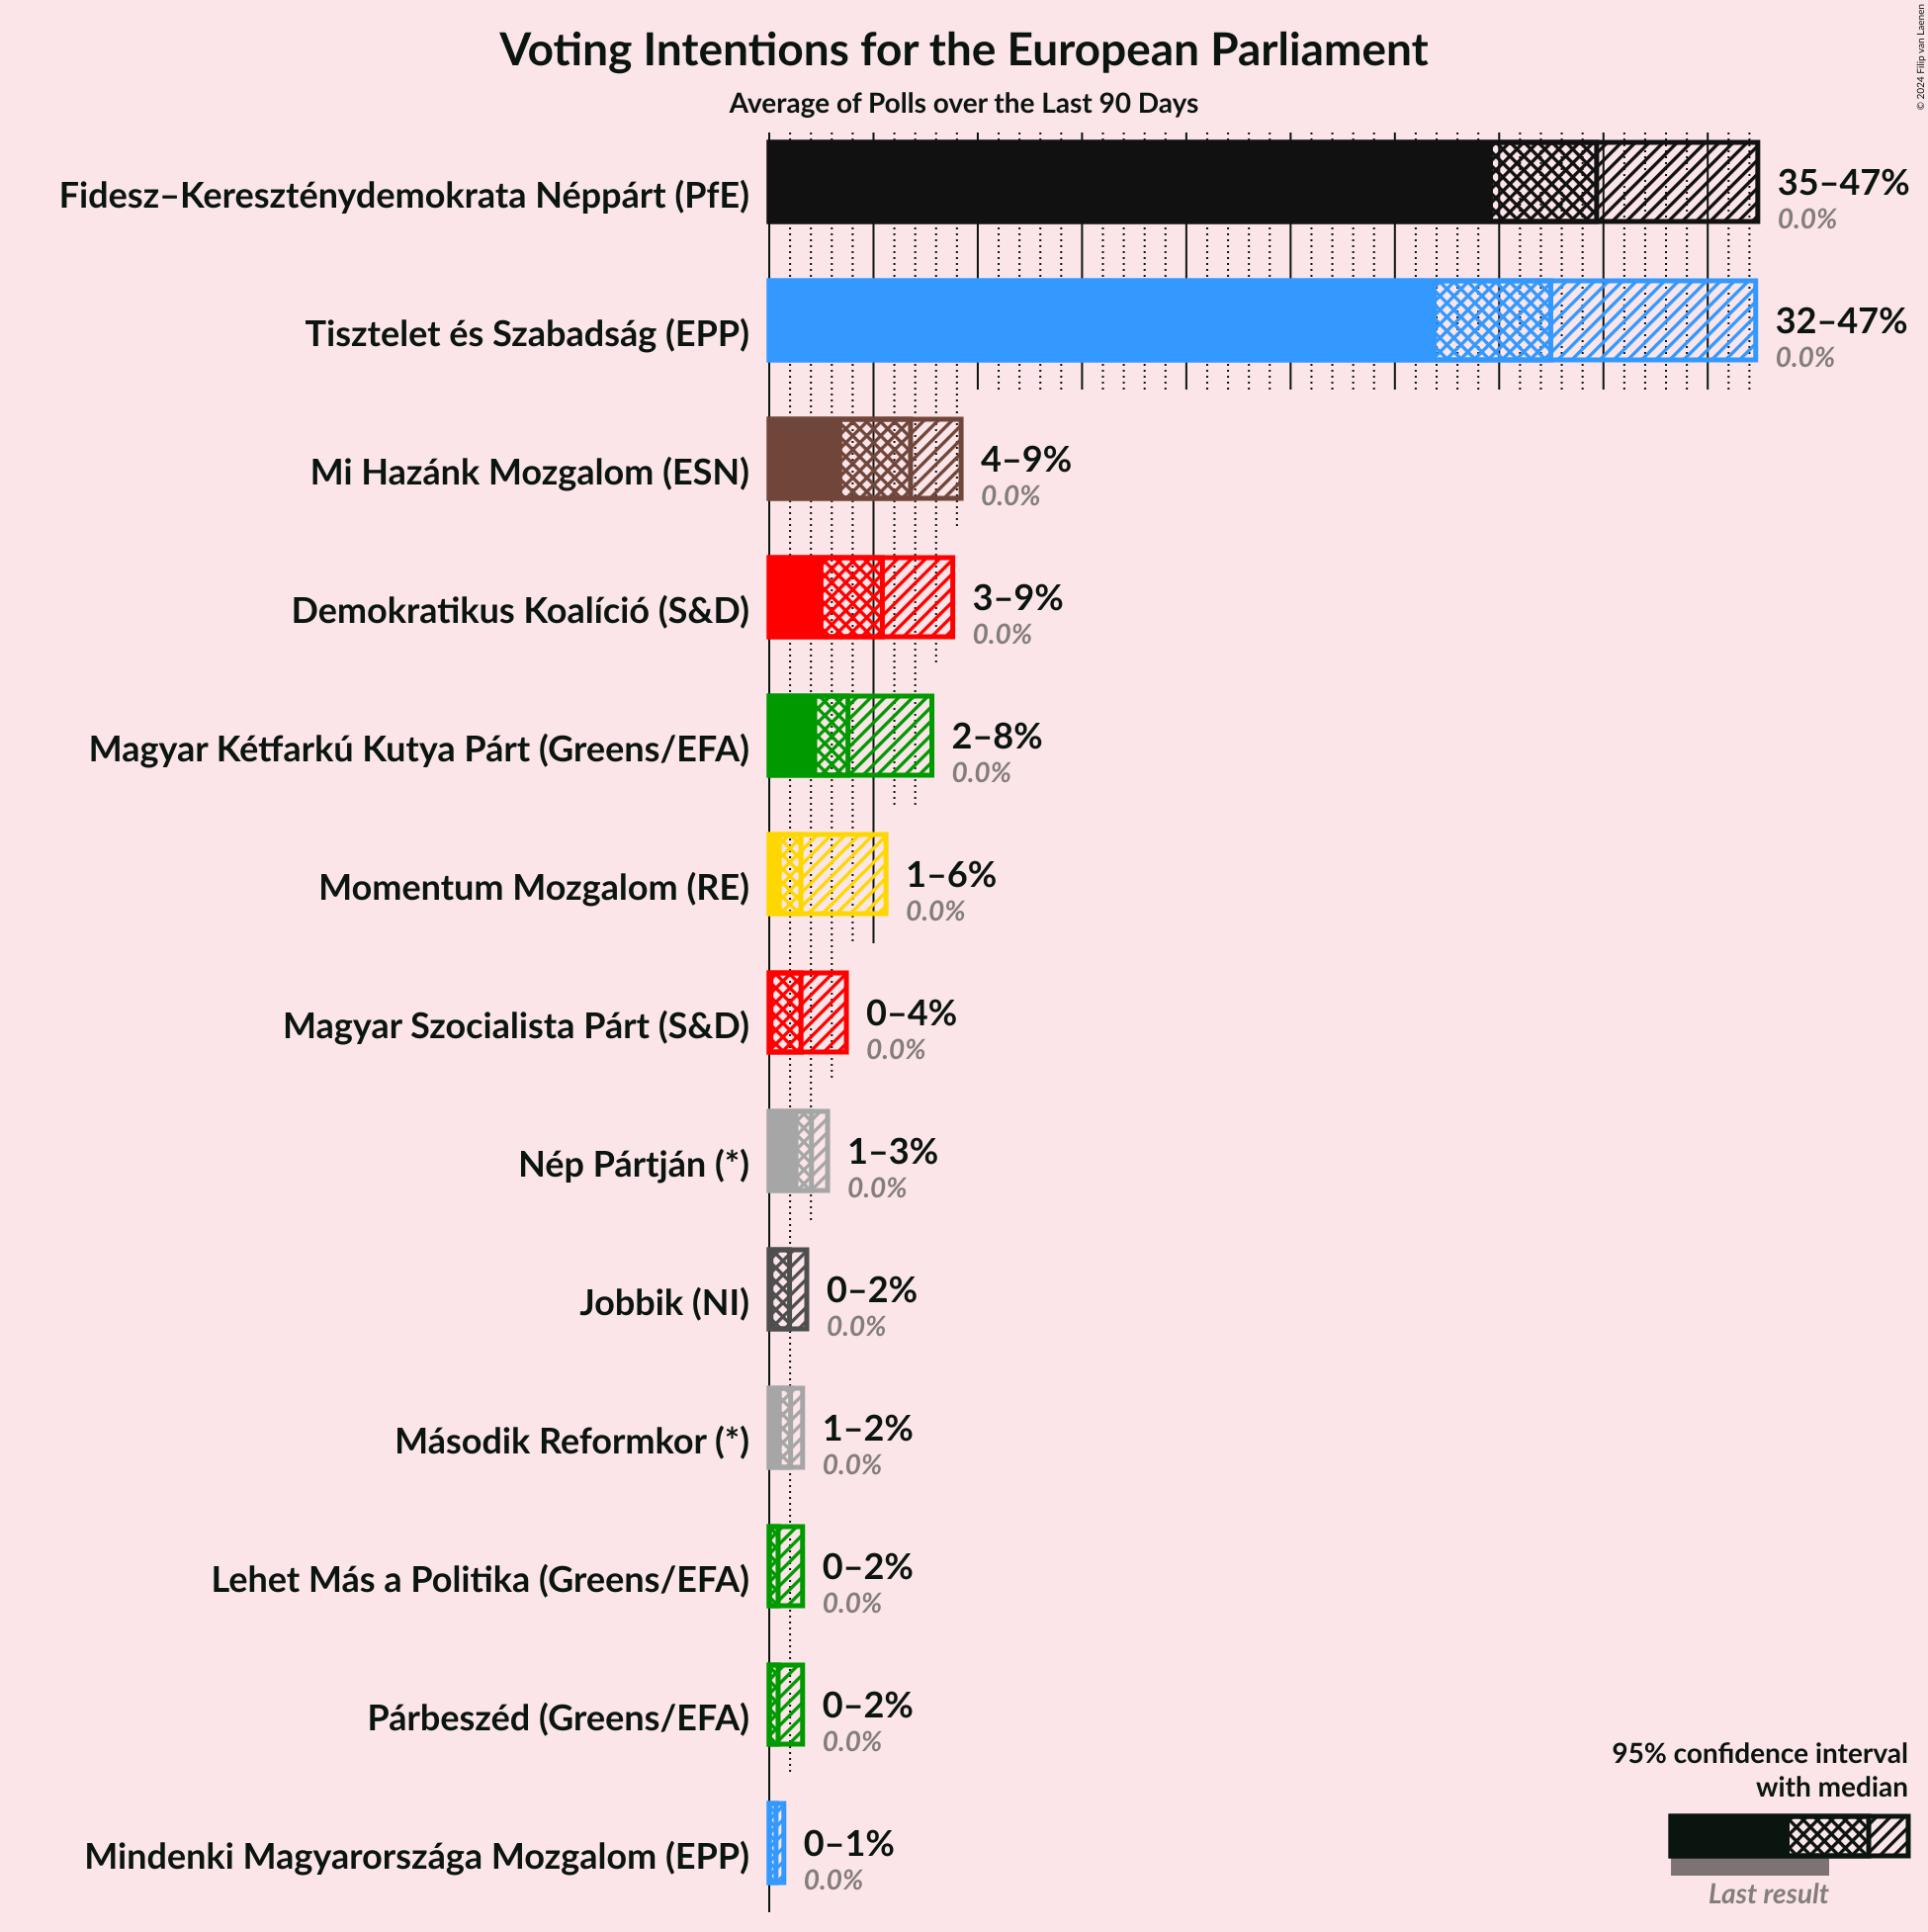 Voting Intentions for the European Parliament
Average of Polls over the Last 90 Days
© 2024 Filip van Laenen
Fidesz–Kereszténydemokrata Néppárt (PfE)
35–47%
0.0%
Tisztelet és Szabadság (EPP)
32–47%
0.0%
Mi Hazánk Mozgalom (ESN)
4–9%
0.0%
Demokratikus Koalíció (S&D)
3–9%
0.0%
Magyar Kétfarkú Kutya Párt (Greens/EFA)
2–8%
0.0%
Momentum Mozgalom (RE)
1–6%
0.0%
Magyar Szocialista Párt (S&D)
0–4%
0.0%
Nép Pártján (*)
1–3%
0.0%
Jobbik (NI)
0–2%
0.0%
Második Reformkor (*)
1–2%
0.0%
Lehet Más a Politika (Greens/EFA)
0–2%
0.0%
Párbeszéd (Greens/EFA)
0–2%
0.0%
Mindenki Magyarországa Mozgalom (EPP)
0–1%
0.0%
95% confidence interval
with median
Last result